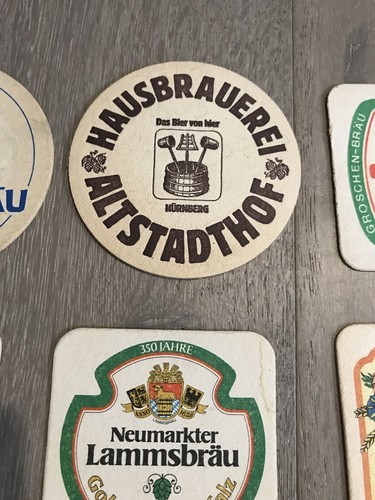 HAUSBRAUEREI
Das Bier von hier
NÜRNBERG
ALTSTADTHOF
GROSCHEN-BRÄU
350 JAHRE
Neumarkter
Lammsbräu